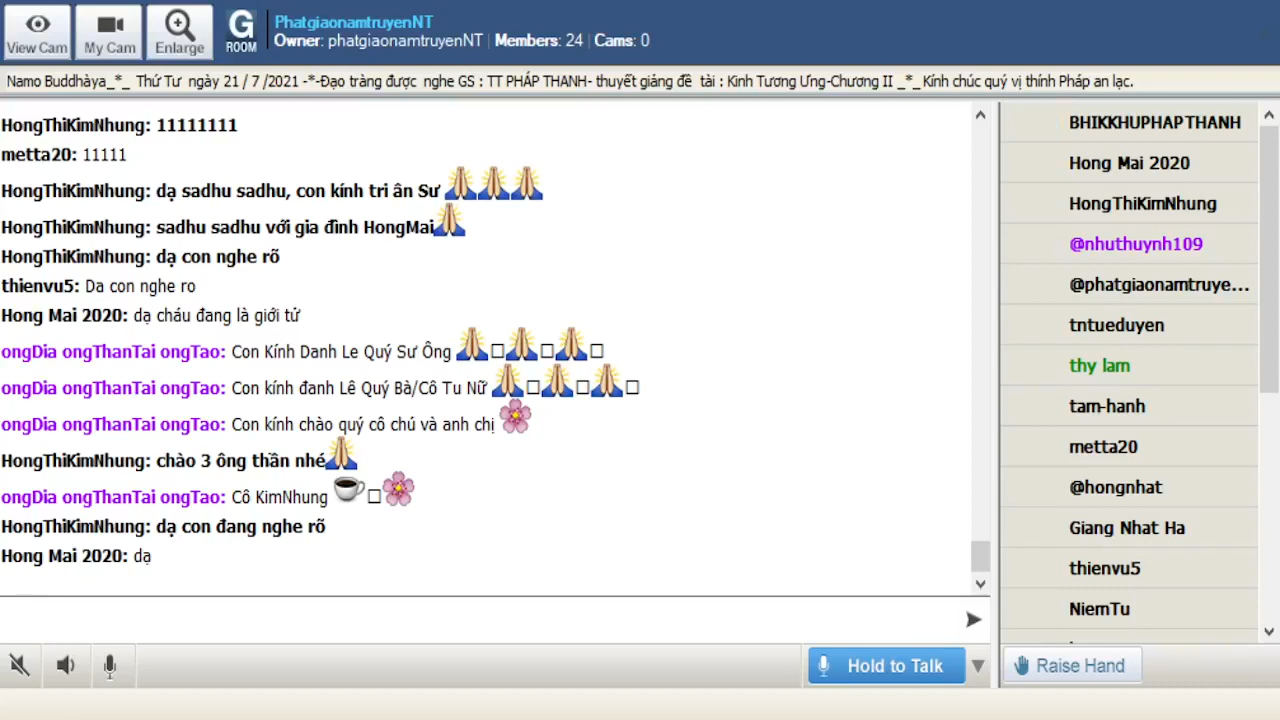 View Cam
My Cam
Enlarge
G
ROOM
PhatgiaonamtruyenNT
Owner: phatgiaonamtruyenNT | Members: 24 | Cams: 0
Namo Buddhàya_*_ Thứ Tư ngày 21 / 7 /2021 -*-Đạo tràng được nghe GS : TT PHÁP THANH- thuyết giảng đề tài : Kinh Tương Ưng-Chương II _*_Kính chúc quý vị thính Pháp an lạc.
HongThiKimNhung: 11111111
metta20: 11111
HongThiKimNhung: dạ sadhu sadhu, con kính tri ân Sư
HongThiKimNhung: sadhu sadhu với gia đình HongMai
HongThiKimNhung: dạ con nghe rõ
thienvu5: Da con nghe ro
Hong Mai 2020: dạ cháu đang là giới tử
ongDia ongThanTai ongTao: Con Kính Danh Le Quý Sư Ông
ongDia ongThanTai ongTao: Con kính đanh Lê Quý Bà/Cô Tu Nữ
ongDia ongThanTai ongTao: Con kính chào quý cô chú và anh chị
HongThiKimNhung: chào 3 ông thần nhé
ongDia ongThanTai ongTao: Cô KimNhung
HongThiKimNhung: dạ con đang nghe rõ
Hong Mai 2020: dạ
BHIKKHUPHAPTHANH
Hong Mai 2020
HongThiKimNhung
@nhuthuynh109
@phatgiaonamtruye...
tntueduyen
thy lam
tam-hanh
metta20
@hongnhat
Giang Nhat Ha
thienvu5
NiemTu
Hold to Talk
Raise Hand